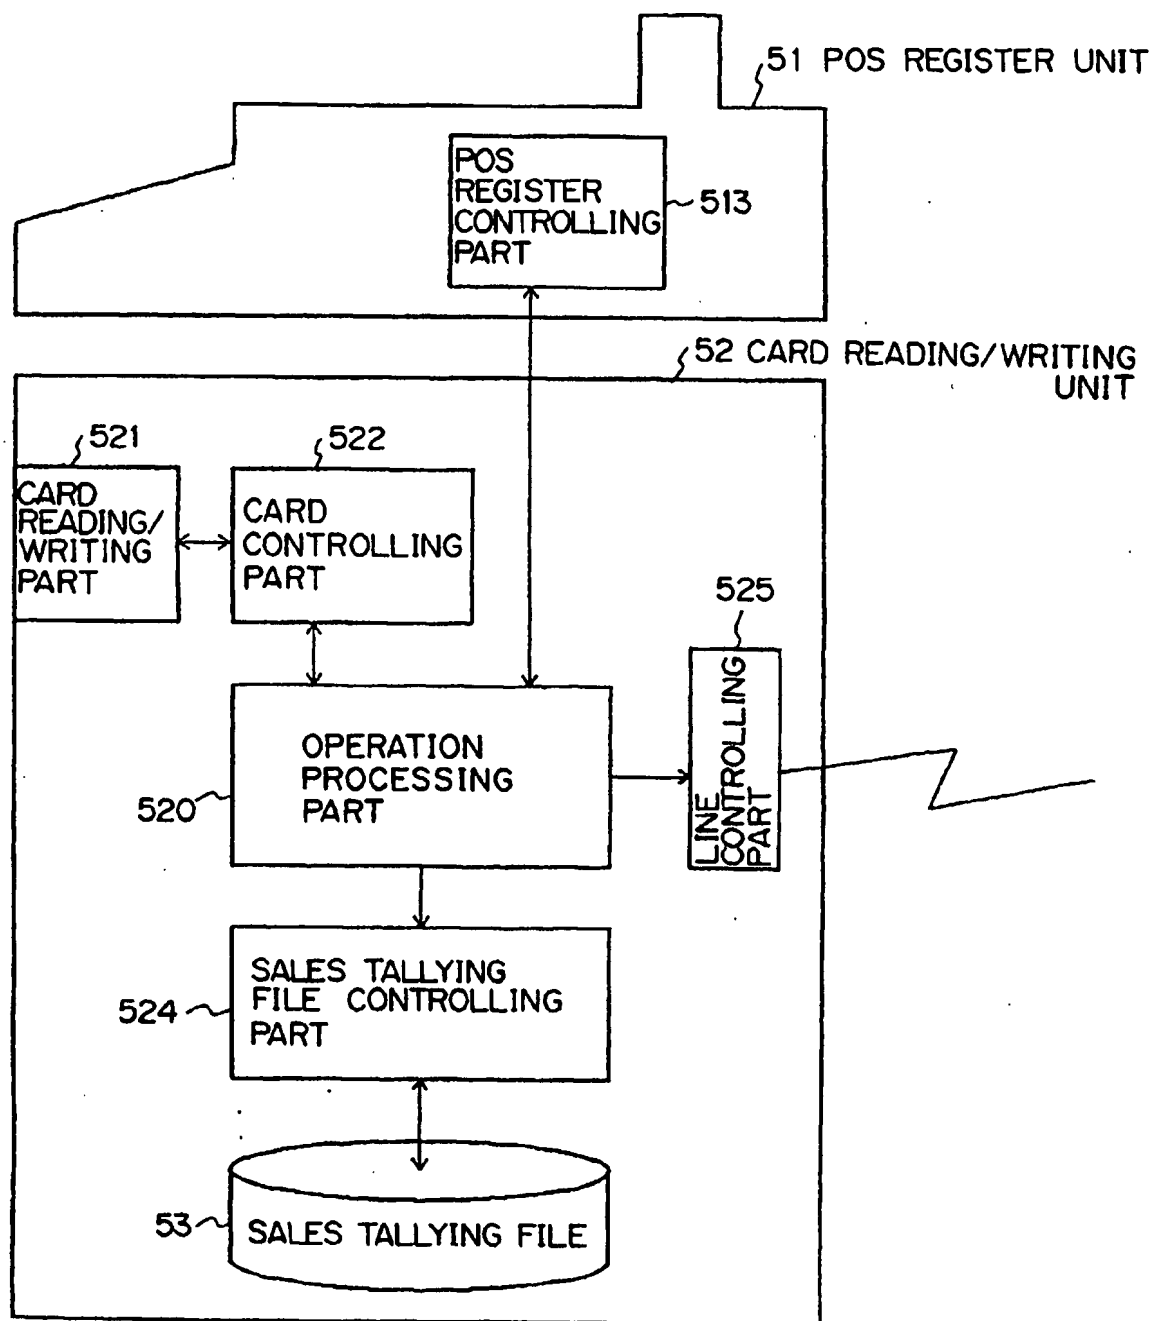 51 POS REGISTER UNIT
POS
REGISTER
CONTROLLING
PART
513
52 CARD READING/WRITING
UNIT
521
522
CARD
READING/
WRITING
PART
CARD
CONTROLLING
PART
525
LINE
CONTROLLING
PART
OPERATION
PROCESSING
PART
520
SALES TALLYING
FILE CONTROLLING
PART
524
53
SALES TALLYING FILE